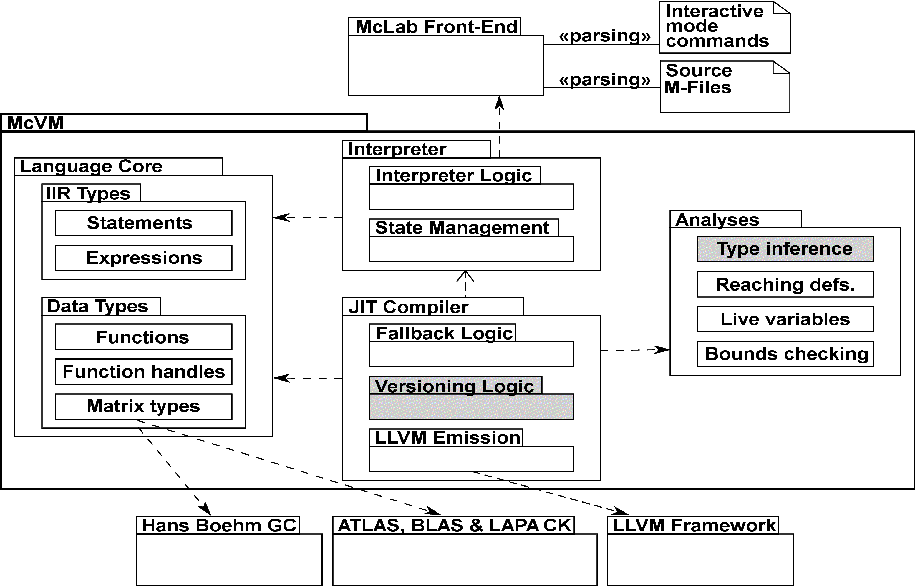 McLab Front-End
«parsing»
Interactive
mode
commands
«parsing»
Source
M-Files
McVM
Language Core
IIR Types
Statements
Expressions
Data Types
Functions
Function handles
Matrix types
Interpreter
Interpreter Logic
State Management
JIT Compiler
Fallback Logic
Versioning Logic
LLVM Emission
Analyses
Type inference
Reaching defs.
Live variables
Bounds checking
Hans Boehm GC
ATLAS, BLAS & LAPACK
LLVM Framework